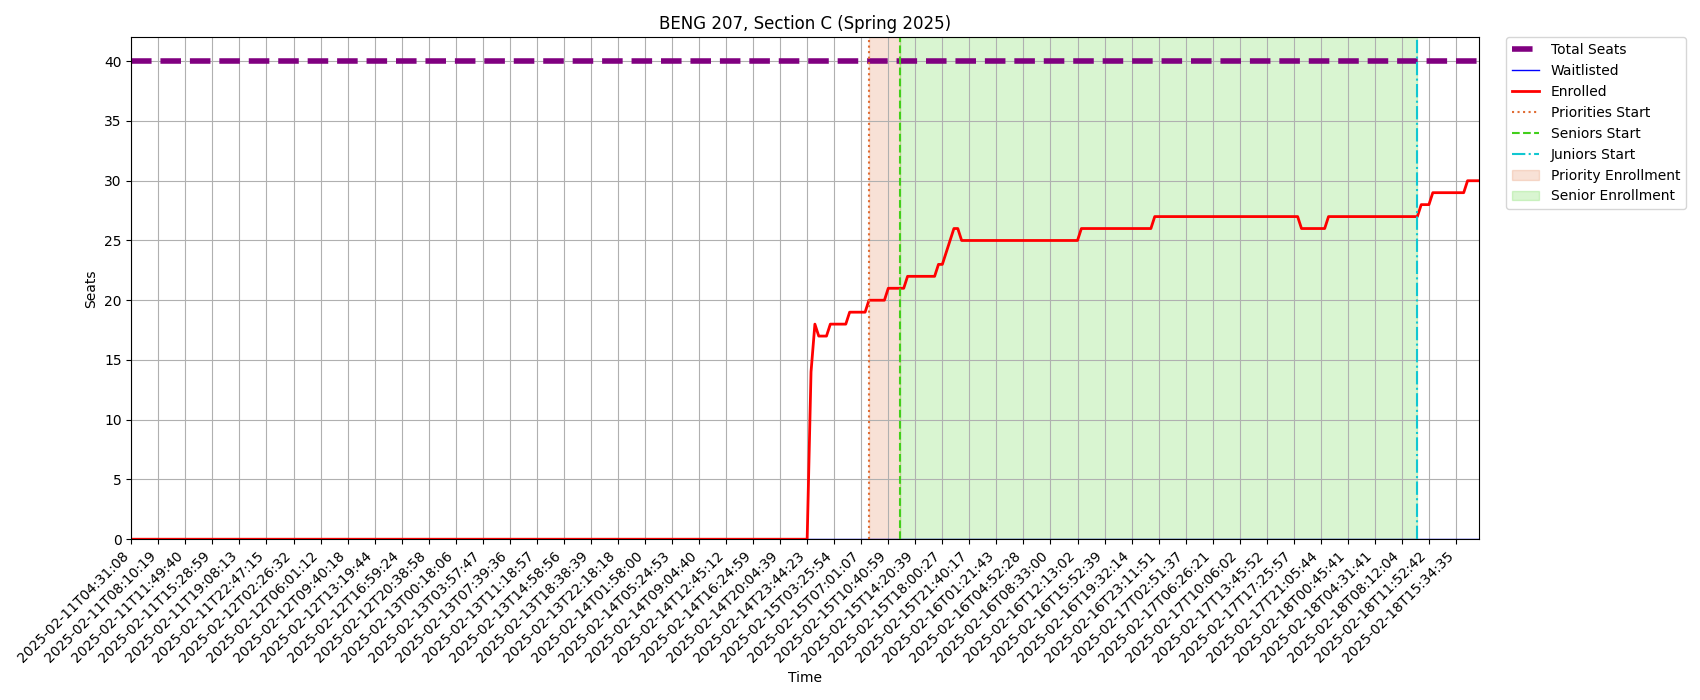 BENG 207, Section C (Spring 2025)
40
35
30
25
20
15
10
5
0
Seats
2025-02-11T04:31:08
2025-02-11T08:10:19
2025-02-11T11:49:40
2025-02-11T15:28:59
2025-02-11T19:08:13
2025-02-11T22:47:15
2025-02-12T02:26:32
2025-02-12T06:01:12
2025-02-12T09:40:18
2025-02-12T13:19:44
2025-02-12T16:59:24
2025-02-12T20:38:58
2025-02-13T00:18:06
2025-02-13T03:57:47
2025-02-13T07:39:36
2025-02-13T11:18:57
2025-02-13T14:58:56
2025-02-13T18:38:39
2025-02-13T22:18:18
2025-02-14T01:58:00
2025-02-14T05:24:53
2025-02-14T09:04:40
2025-02-14T12:45:12
2025-02-14T16:24:59
2025-02-14T20:04:39
2025-02-14T23:44:23
2025-02-15T03:25:54
2025-02-15T07:01:07
2025-02-15T10:40:59
2025-02-15T14:20:39
2025-02-15T18:00:27
2025-02-15T21:40:17
2025-02-16T01:21:43
2025-02-16T04:52:28
2025-02-16T08:33:00
2025-02-16T12:13:02
2025-02-16T15:52:39
2025-02-16T19:32:14
2025-02-16T23:11:51
2025-02-17T02:51:37
2025-02-17T06:26:21
2025-02-17T10:06:02
2025-02-17T13:45:52
2025-02-17T17:25:57
2025-02-17T21:05:44
2025-02-18T00:45:41
2025-02-18T04:31:41
2025-02-18T08:12:04
2025-02-18T11:52:42
2025-02-18T15:34:35
Time
Total Seats
Waitlisted
Enrolled
Priorities Start
Seniors Start
Juniors Start
Priority Enrollment
Senior Enrollment